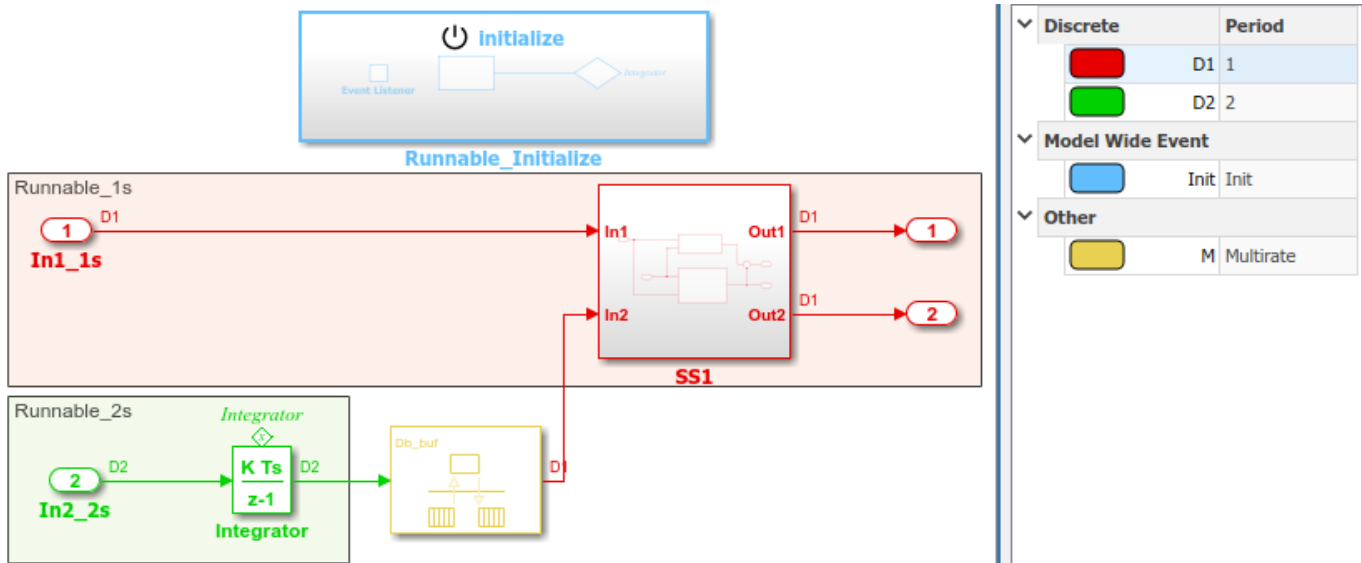 initialize
Event Listener
Integrator
Runnable_Initialize
Runnable_1s
1
D1
In1_1s
In1
Out1
D1
1
In2
Out2
D1
2
SS1
Runnable_2s
Integrator
x
2
D2
In2_2s
K Ts
z-1
D2
Integrator
Db_buf
D1
Discrete Period
D1 1
D2 2
Model Wide Event
Init Init
Other
M Multirate